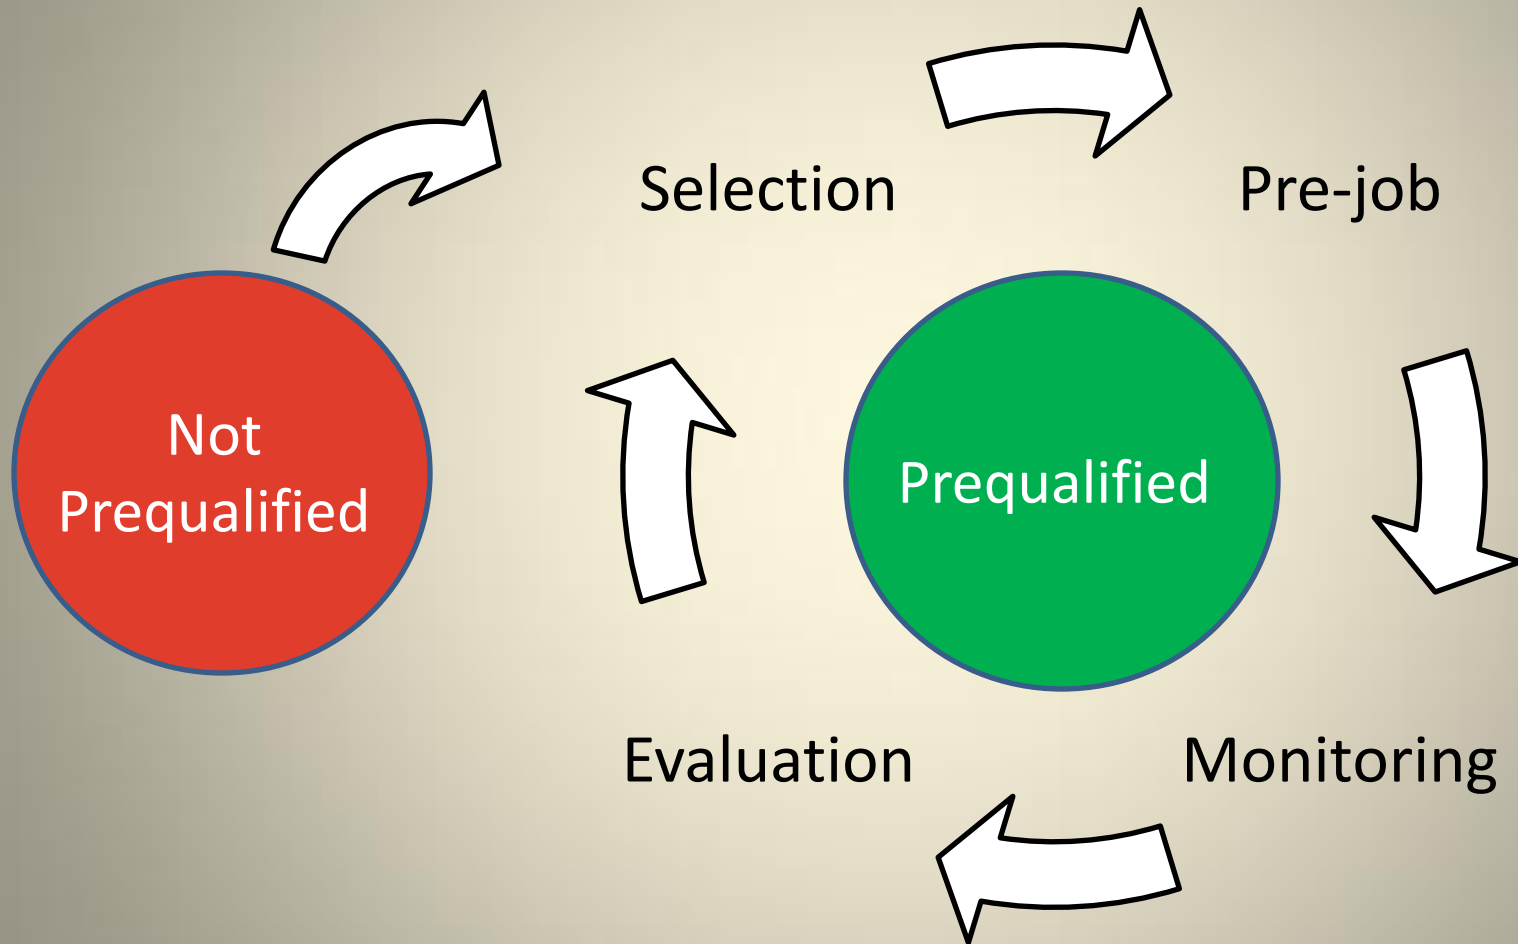 Selection
Pre-job
Not
Prequalified
Prequalified
Evaluation
Monitoring